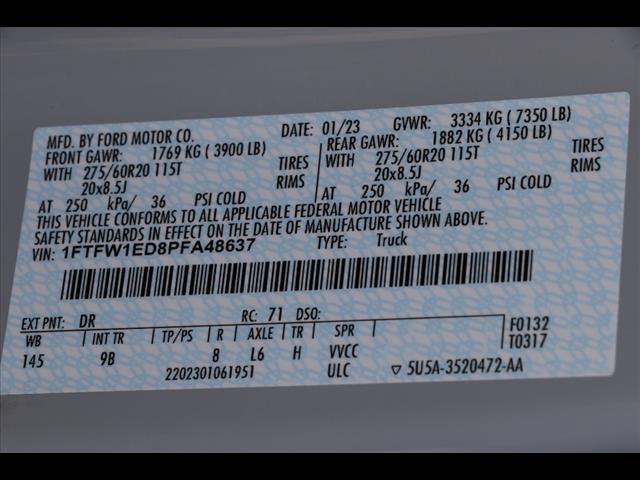 MFD. BY FORD MOTOR CO. DATE: 01/23 GVWR: 3334 KG ( 7350 LB)
FRONT GAWR: 1769 KG ( 3900 LB) REAR GAWR: 1882 KG ( 4150 LB)
WITH 275/60R20 115T TIRES WITH 275/60R20 115T TIRES
20x8.5J RIMS 20x8.5J RIMS
AT 250 kPa/ 36 PSI COLD AT 250 kPa/ 36 PSI COLD
THIS VEHICLE CONFORMS TO ALL APPLICABLE FEDERAL MOTOR VEHICLE
SAFETY STANDARDS IN EFFECT ON THE DATE OF MANUFACTURE SHOWN ABOVE.
VIN: 1FTFW1ED8PFA48637 TYPE: Truck
EXT PNT: DR RC: 71 DSO: F0132
WB INT TR TP/PS R AXLE TR SPR T0317
145 9B 8 L6 H VVCC
2202301061951 ULC ▽ 5U5A-3520472-AA